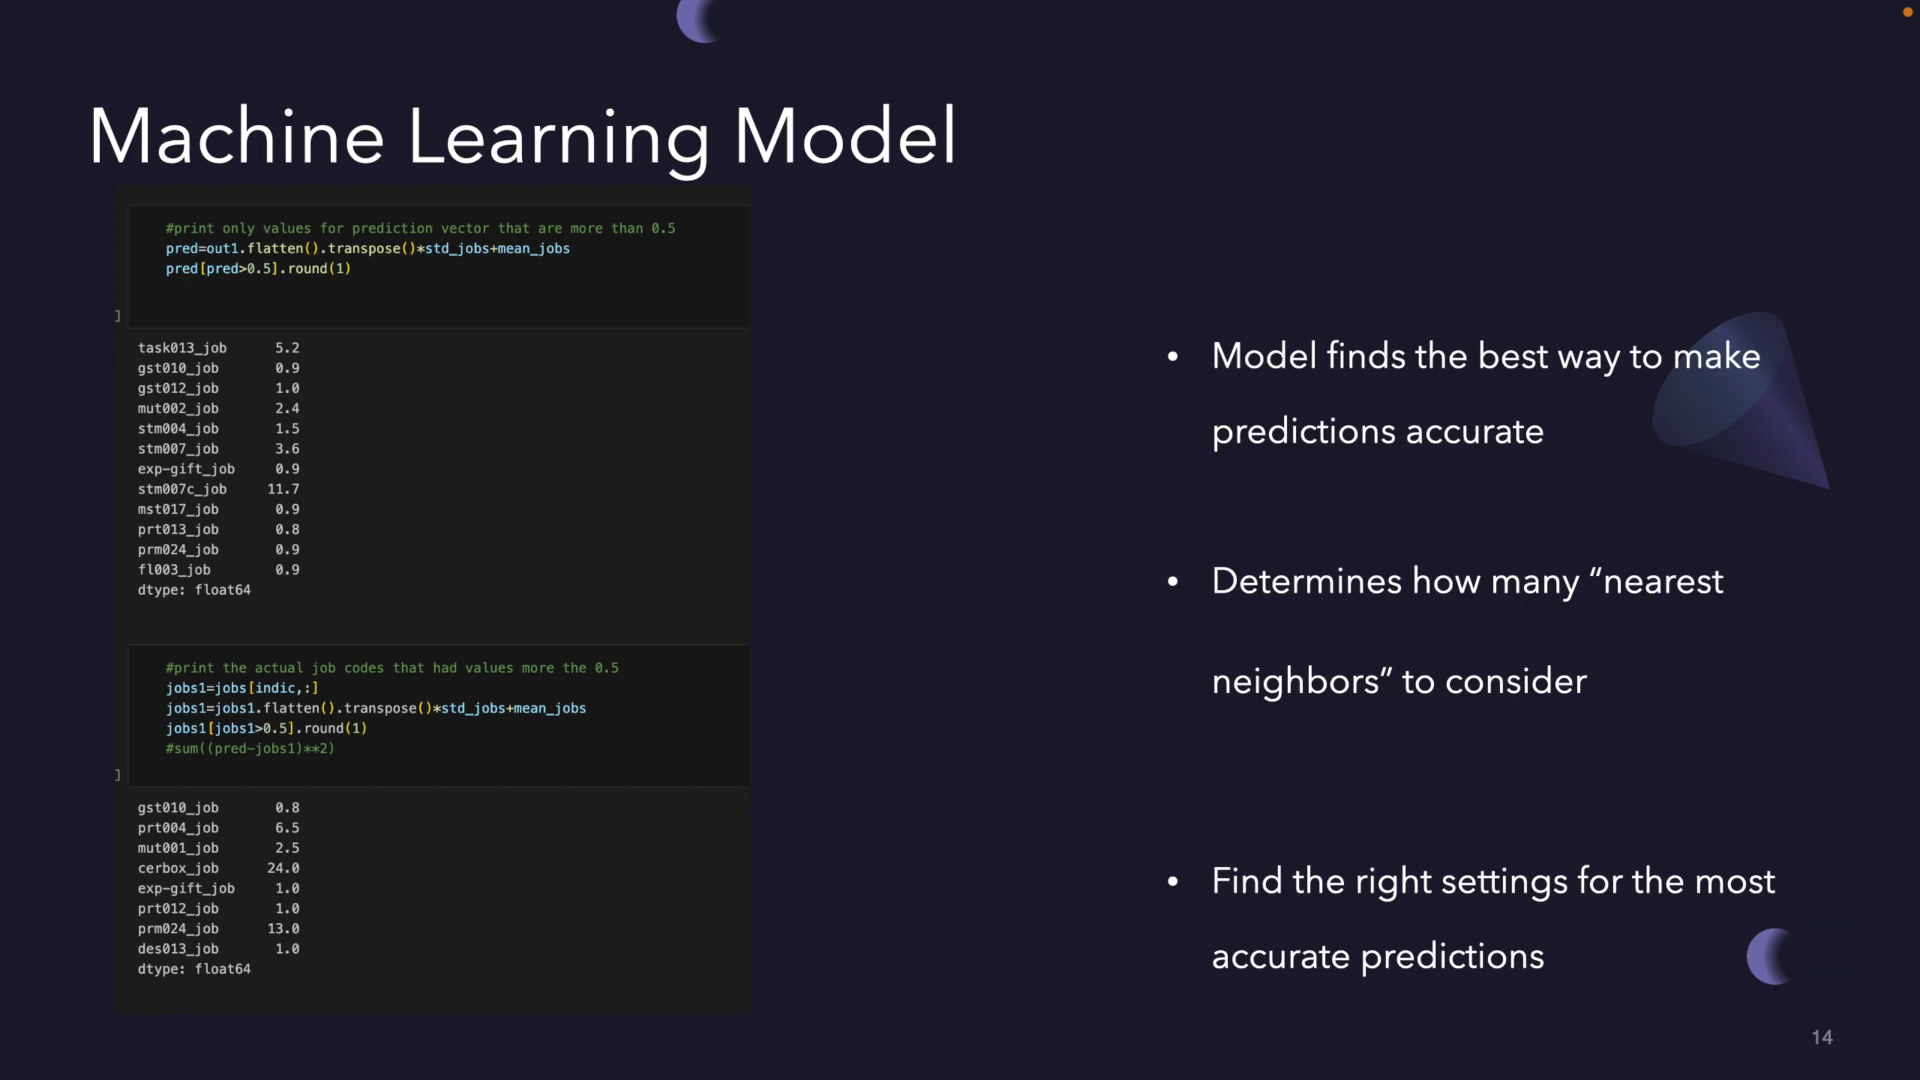 Machine Learning Model
#print only values for prediction vector that are more than 0.5
pred=out1.flatten().transpose()*std_jobs+mean_jobs
pred[pred>0.5].round(1)
]
task013_job 5.2
gst010_job 0.9
gst012_job 1.0
mut002_job 2.4
stm004_job 1.5
stm007_job 3.6
exp-gift_job 0.9
stm007c_job 11.7
mst017_job 0.9
prt013_job 0.8
prm024_job 0.9
fl003_job 0.9
dtype: float64
#print the actual job codes that had values more the 0.5
jobs1=jobs[indic,:]
jobs1=jobs1.flatten().transpose()*std_jobs+mean_jobs
jobs1[jobs1>0.5].round(1)
#sum((pred-jobs1)**2)
]
gst010_job 0.8
prt004_job 6.5
mut001_job 2.5
cerbox_job 24.0
exp-gift_job 1.0
prt012_job 1.0
prm024_job 13.0
des013_job 1.0
dtype: float64
• Model finds the best way to make
predictions accurate
• Determines how many “nearest
neighbors” to consider
• Find the right settings for the most
accurate predictions
14